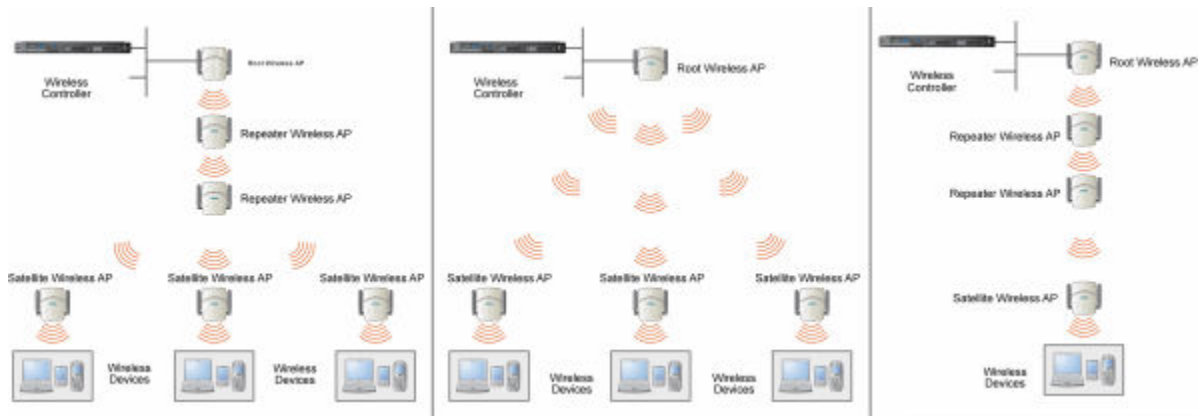 Wireless
Controller
Root Wireless AP
Repeater Wireless AP
Repeater Wireless AP
Satellite Wireless AP
Satellite Wireless AP
Satellite Wireless AP
Wireless
Devices
Wireless
Devices
Wireless
Controller
Root Wireless AP
Satellite Wireless AP
Satellite Wireless AP
Satellite Wireless AP
Wireless
Devices
Wireless
Devices
Wireless
Controller
Root Wireless AP
Repeater Wireless AP
Repeater Wireless AP
Satellite Wireless AP
Wireless
Devices